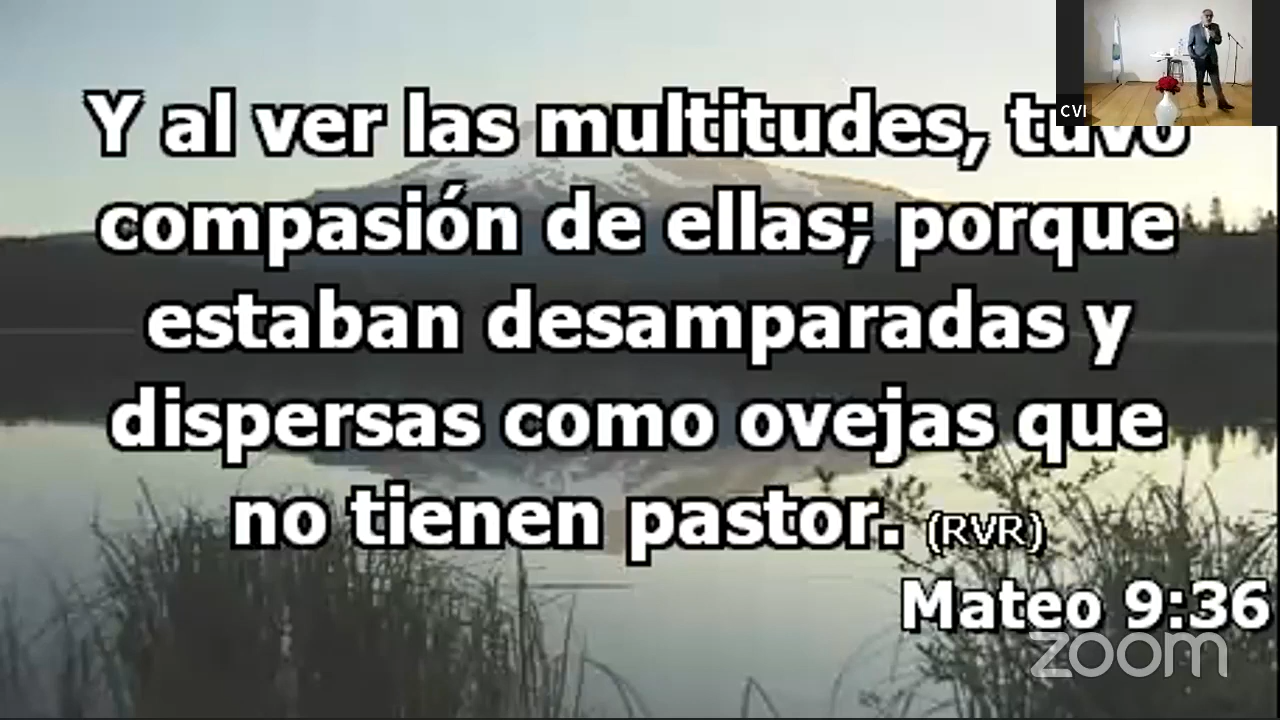 Y al ver las multitudes, tuvo
compasión de ellas; porque
estaban desamparadas y
dispersas como ovejas que
no tienen pastor. (RVR)
Mateo 9:36
zoom
CVI